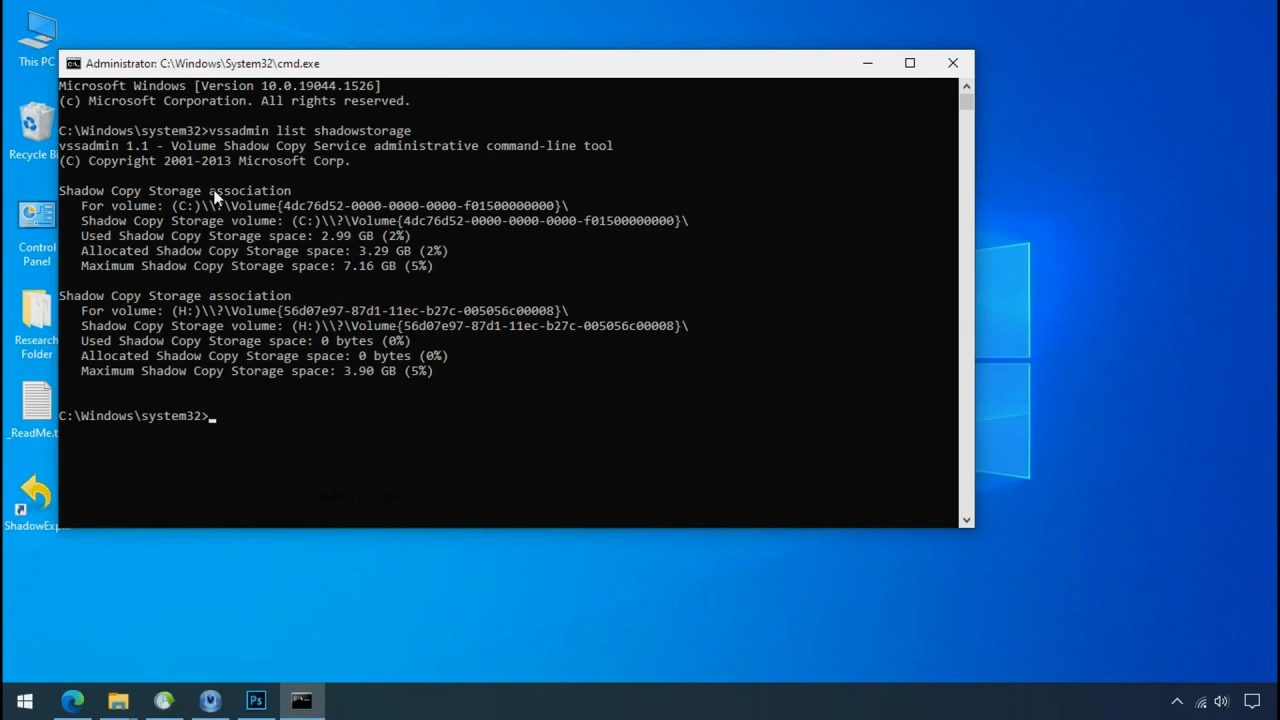 This PC
Recycle Bi
Control
Panel
Research
Folder
_ReadMe.t
ShadowExp...
Administrator: C:\Windows\System32\cmd.exe
Microsoft Windows [Version 10.0.19044.1526]
(c) Microsoft Corporation. All rights reserved.
C:\Windows\system32>vssadmin list shadowstorage
vssadmin 1.1 - Volume Shadow Copy Service administrative command-line tool
(C) Copyright 2001-2013 Microsoft Corp.
Shadow Copy Storage association
For volume: (C:)\\?\Volume{4dc76d52-0000-0000-0000-f01500000000}\
Shadow Copy Storage volume: (C:)\\?\Volume{4dc76d52-0000-0000-0000-f01500000000}\
Used Shadow Copy Storage space: 2.99 GB (2%)
Allocated Shadow Copy Storage space: 3.29 GB (2%)
Maximum Shadow Copy Storage space: 7.16 GB (5%)
Shadow Copy Storage association
For volume: (H:)\\?\Volume{56d07e97-87d1-11ec-b27c-005056c00008}\
Shadow Copy Storage volume: (H:)\\?\Volume{56d07e97-87d1-11ec-b27c-005056c00008}\
Used Shadow Copy Storage space: 0 bytes (0%)
Allocated Shadow Copy Storage space: 0 bytes (0%)
Maximum Shadow Copy Storage space: 3.90 GB (5%)
C:\Windows\system32>_
Ps